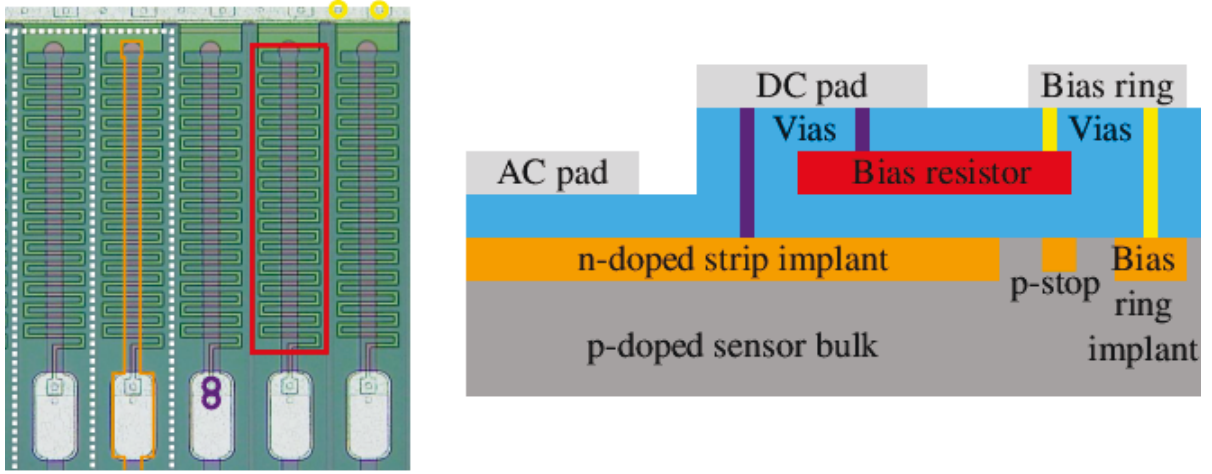 DC pad
Bias ring
Vias
Vias
AC pad
Bias resistor
n-doped strip implant
p-stop
Bias
ring
implant
p-doped sensor bulk